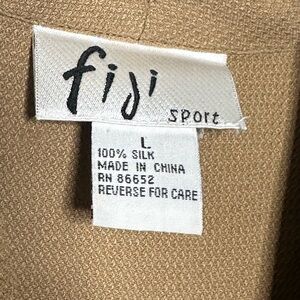 fiji
sport
L
100% SILK
MADE IN CHINA
RN 86652
REVERSE FOR CARE